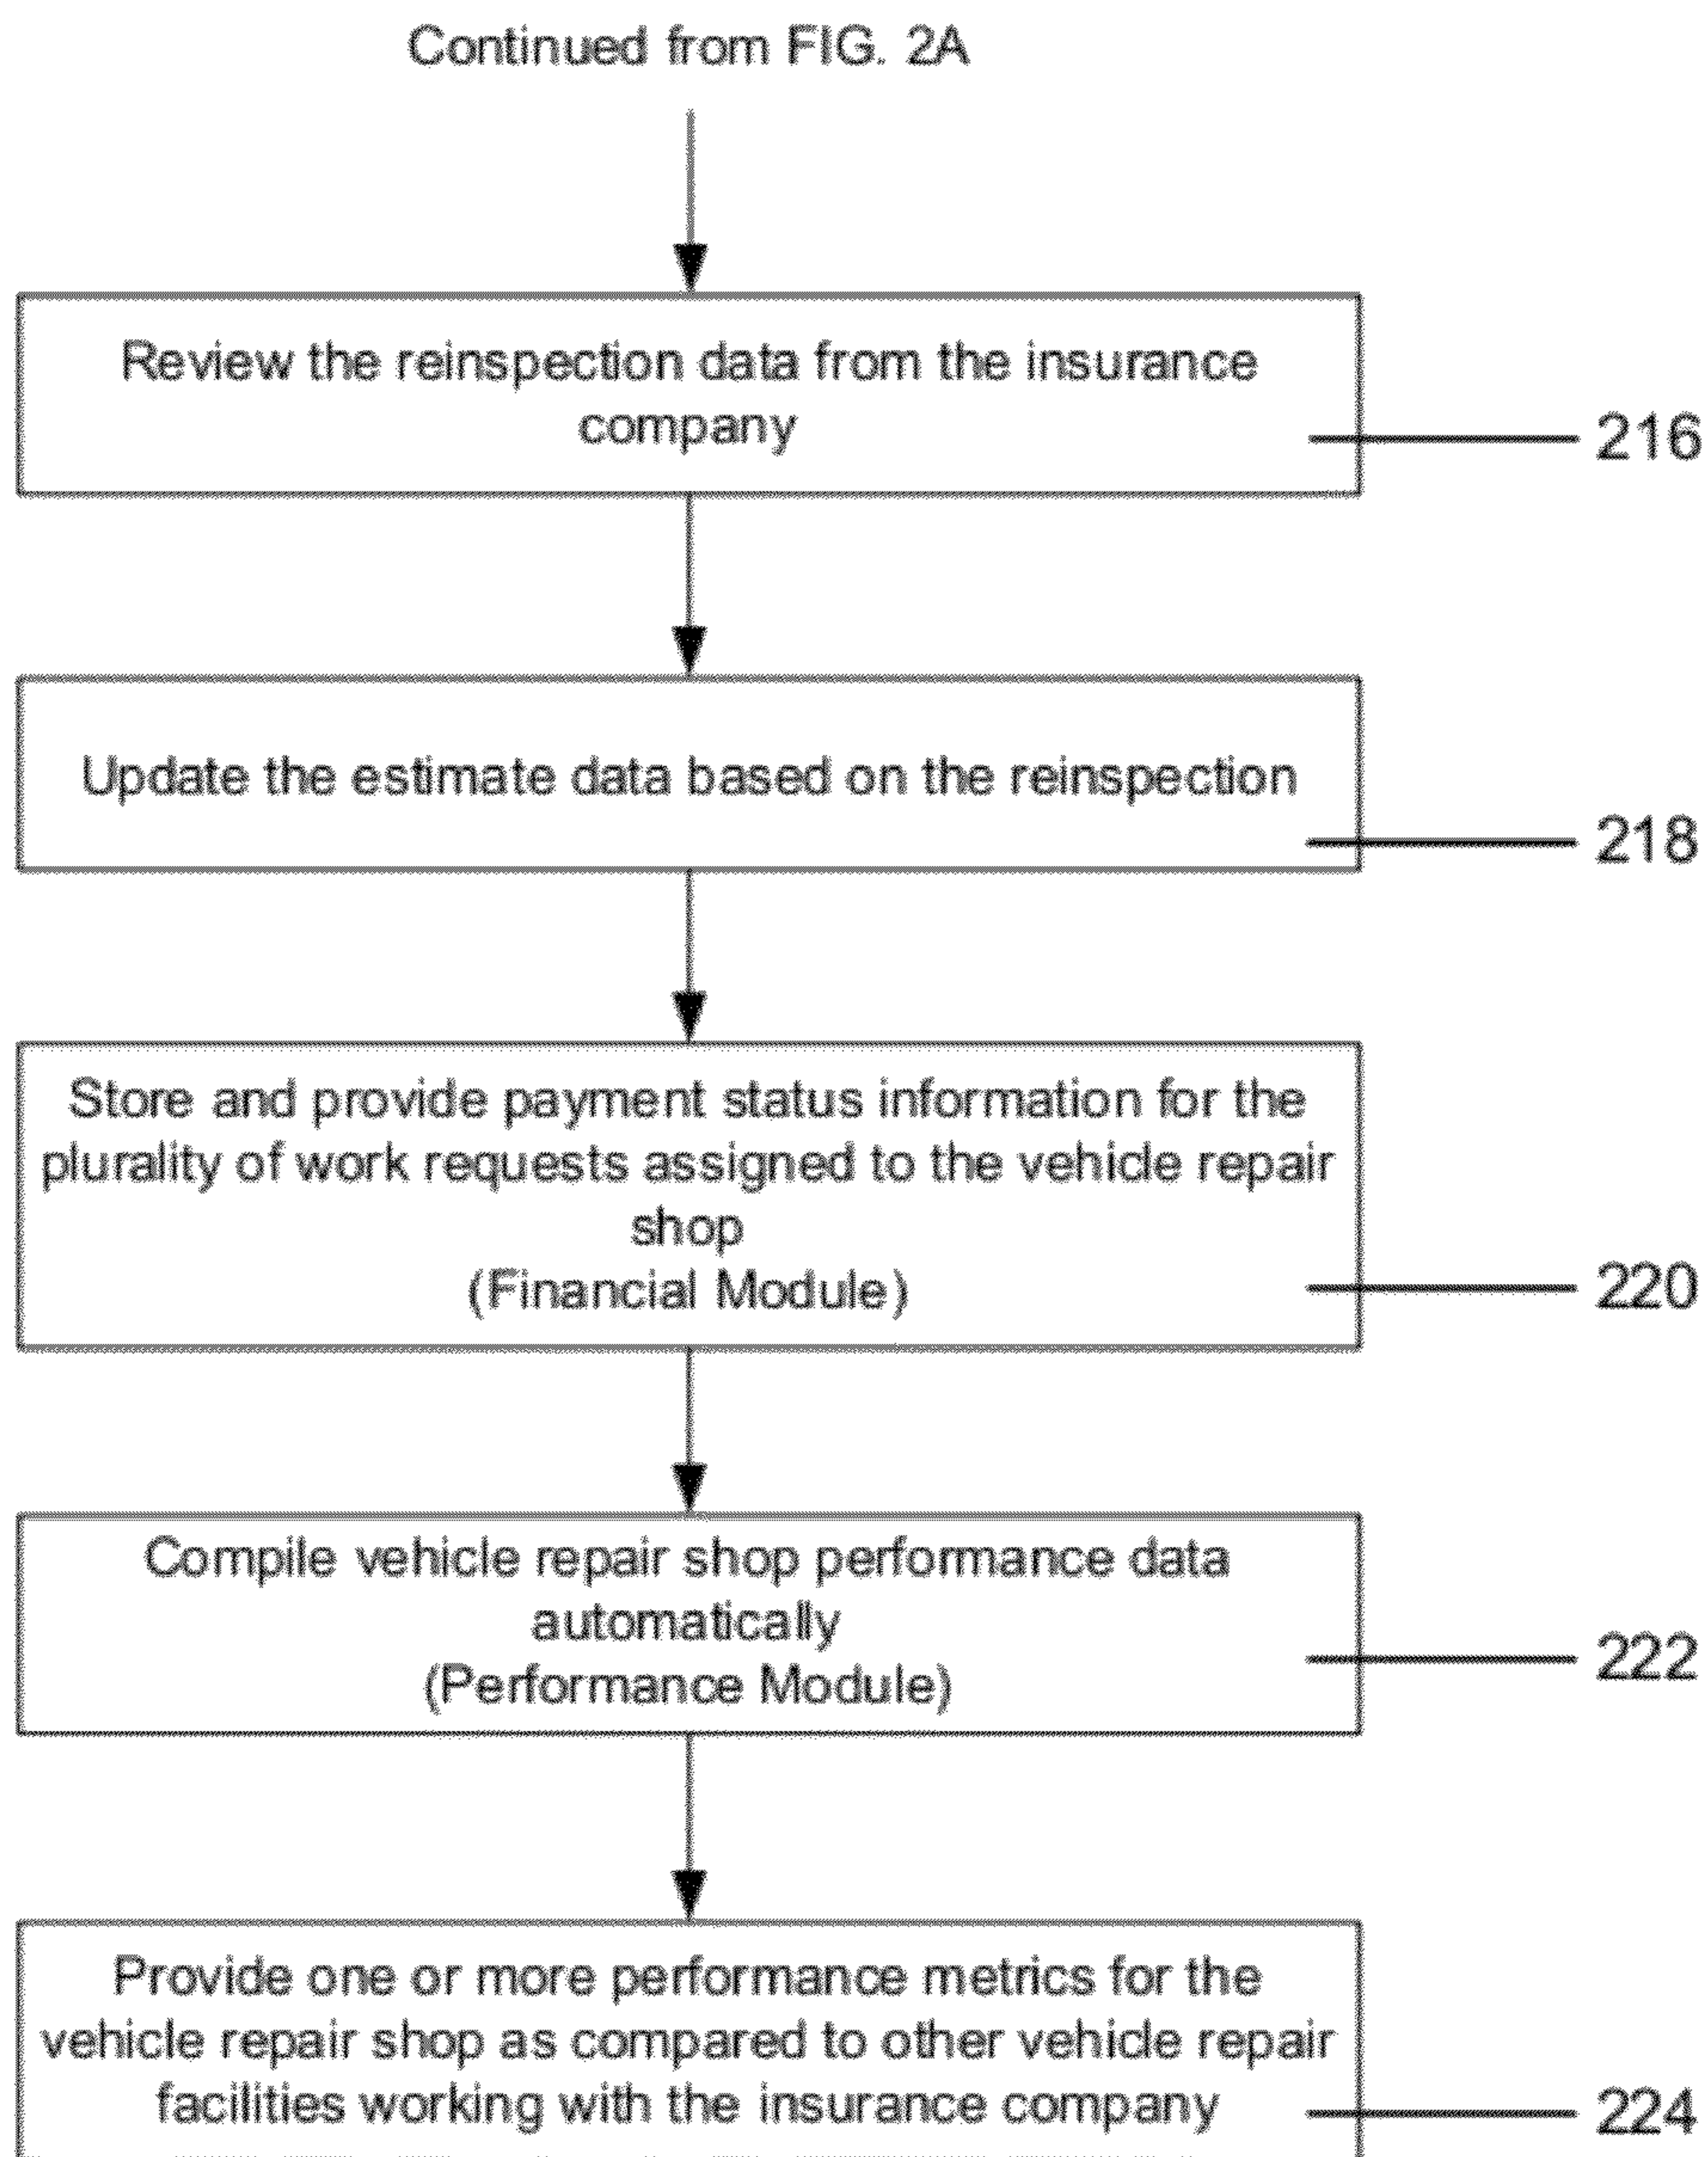 Continued from FIG. 2A
Review the reinspection data from the insurance
company
216
Update the estimate data based on the reinspection
218
Store and provide payment status information for the
plurality of work requests assigned to the vehicle repair
shop
(Financial Module)
220
Compile vehicle repair shop performance data
automatically
(Performance Module)
222
Provide one or more performance metrics for the
vehicle repair shop as compared to other vehicle repair
facilities working with the insurance company
224